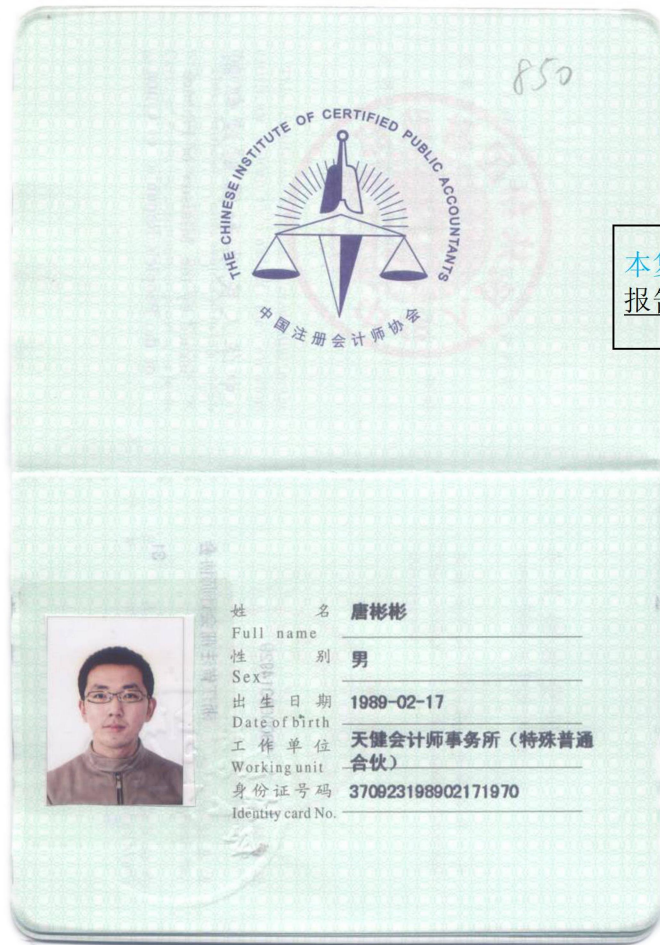 850
THE CHINESE INSTITUTE OF CERTIFIED PUBLIC ACCOUNTANTS
中国注册会计师协会
本
报告
姓 名 唐彬彬
Full name
性 别 男
Sex
出生日期 1989-02-17
Date of birth
工作单位 天健会计师事务所（特殊普通
合伙）
Working unit
身份证号码 370923198902171970
Identity card No.